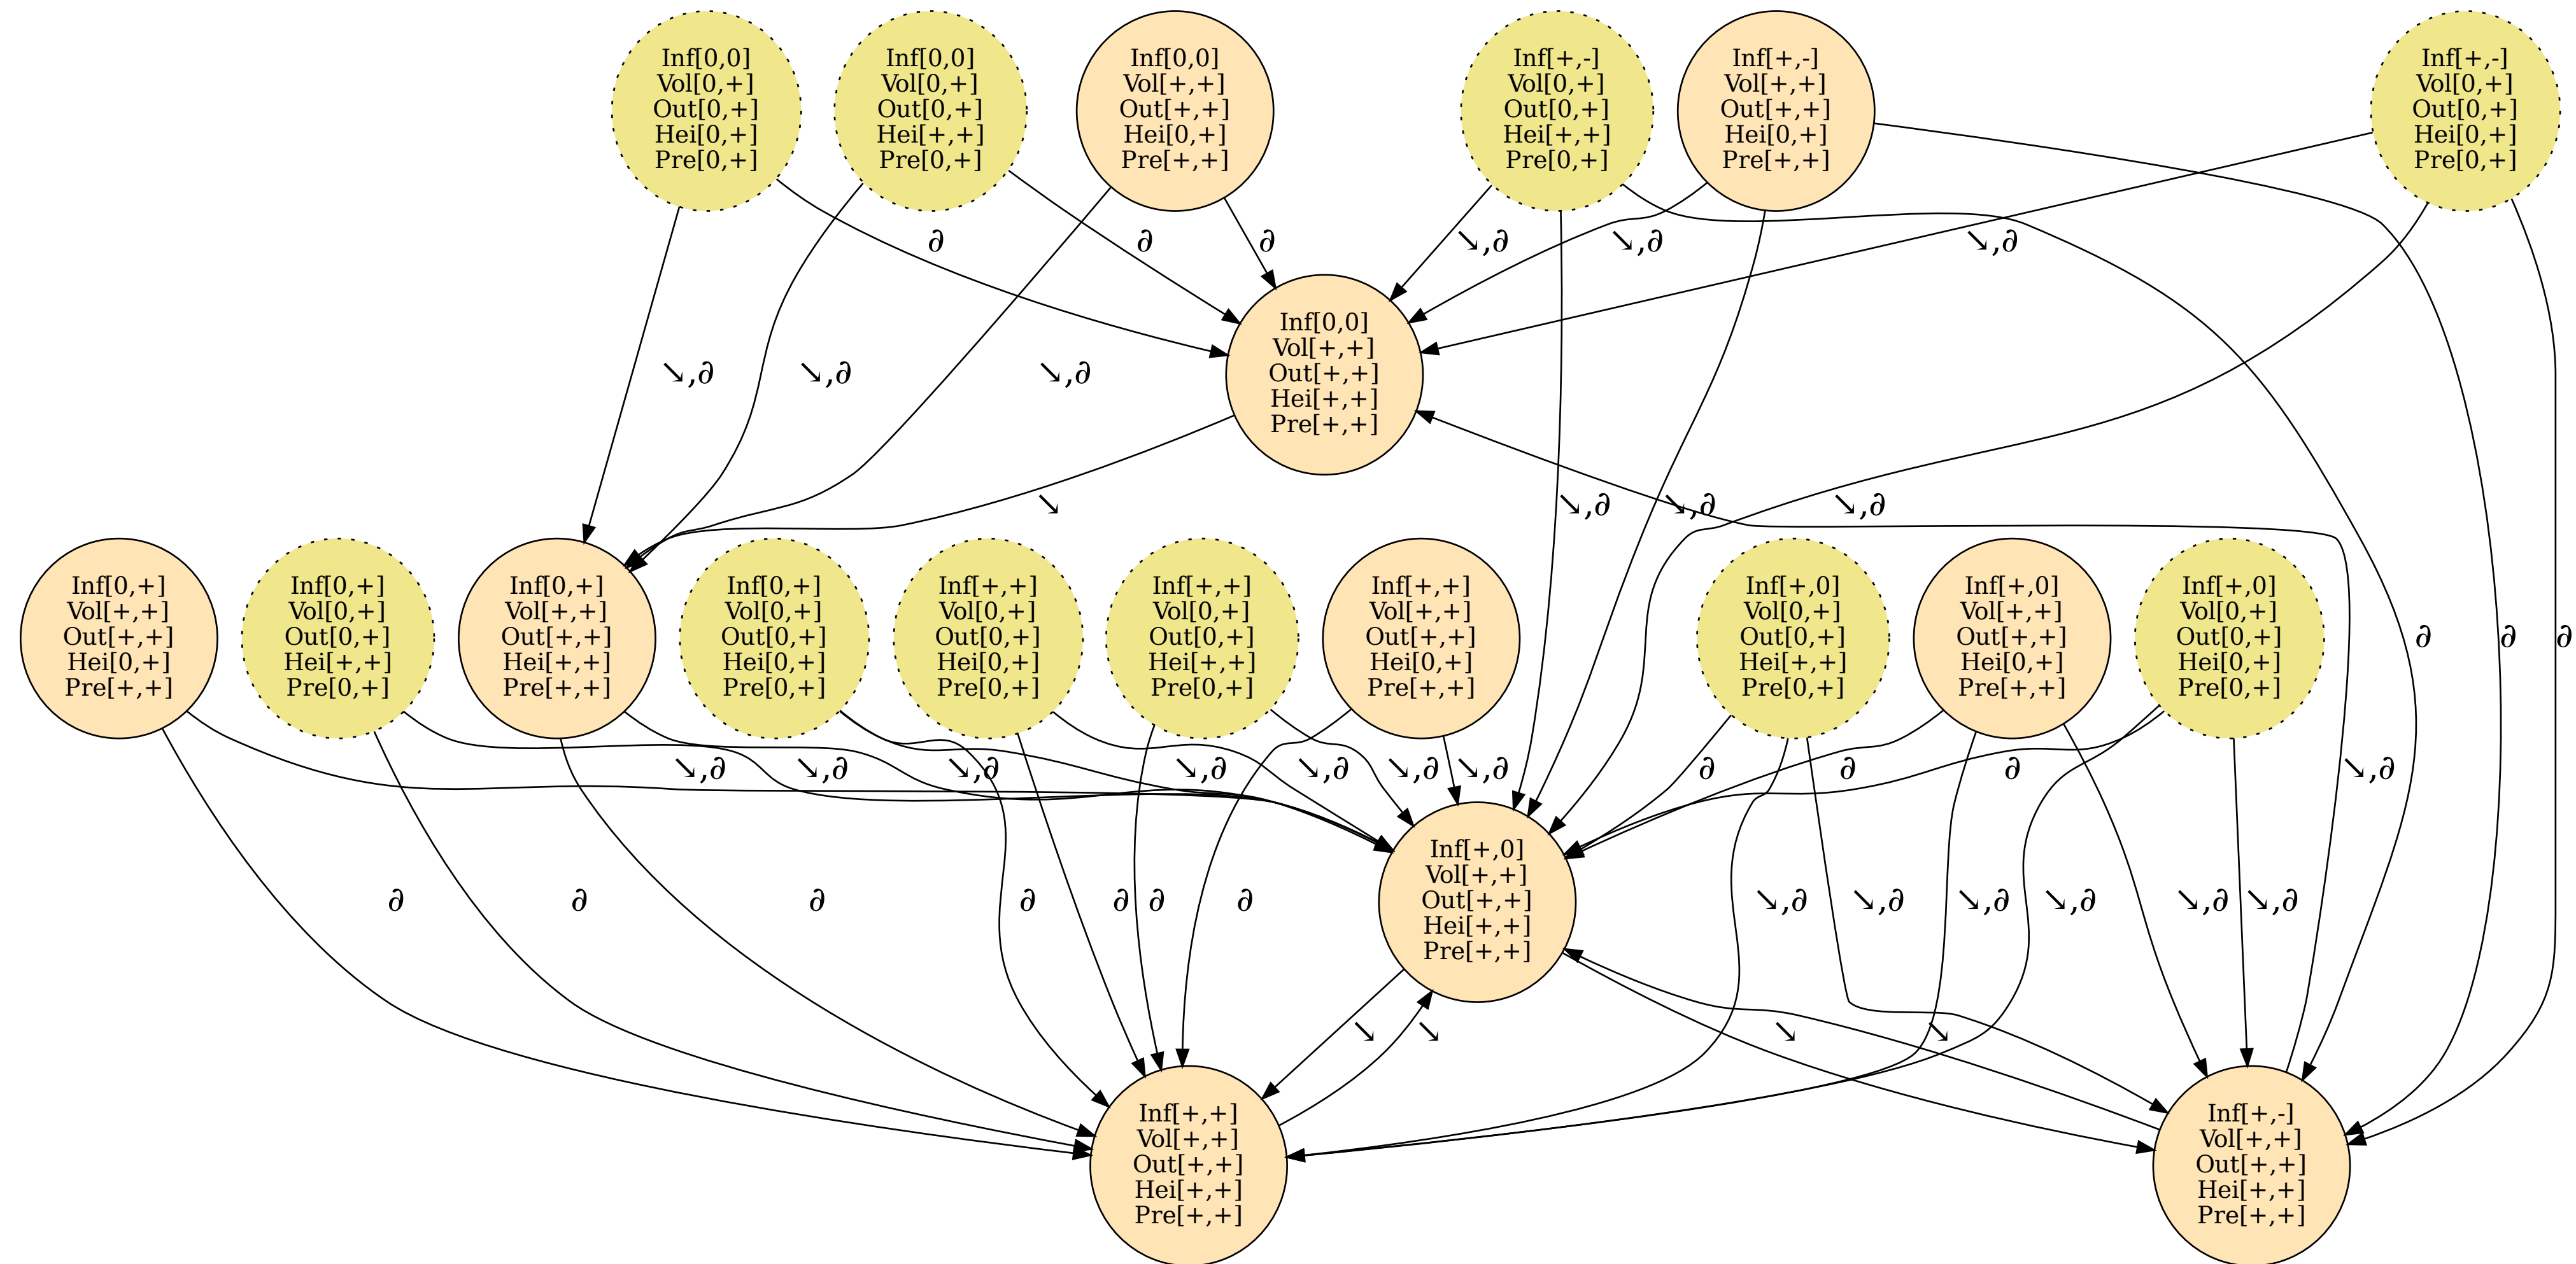 Inf[0,0]
Vol[0,+]
Out[0,+]
Hei[0,+]
Pre[0,+]
Inf[0,0]
Vol[0,+]
Out[0,+]
Hei[+,+]
Pre[0,+]
Inf[0,0]
Vol[+,+]
Out[+,+]
Hei[0,+]
Pre[+,+]
Inf[+,-]
Vol[0,+]
Out[0,+]
Hei[+,+]
Pre[0,+]
Inf[+,-]
Vol[+,+]
Out[+,+]
Hei[0,+]
Pre[+,+]
Inf[+,-]
Vol[0,+]
Out[0,+]
Hei[0,+]
Pre[0,+]
∂
∂
∂
↘,∂
↘,∂
↘,∂
Inf[0,0]
Vol[+,+]
Out[+,+]
Hei[+,+]
Pre[+,+]
↘,∂
↘,∂
↘,∂
↘
↘,∂
↘,∂
↘,∂
Inf[0,+]
Vol[+,+]
Out[+,+]
Hei[0,+]
Pre[+,+]
Inf[0,+]
Vol[0,+]
Out[0,+]
Hei[+,+]
Pre[0,+]
Inf[0,+]
Vol[+,+]
Out[+,+]
Hei[+,+]
Pre[+,+]
Inf[0,+]
Vol[0,+]
Out[0,+]
Hei[0,+]
Pre[0,+]
Inf[+,+]
Vol[0,+]
Out[0,+]
Hei[0,+]
Pre[0,+]
Inf[+,+]
Vol[0,+]
Out[0,+]
Hei[+,+]
Pre[0,+]
Inf[+,+]
Vol[+,+]
Out[+,+]
Hei[0,+]
Pre[+,+]
Inf[+,0]
Vol[0,+]
Out[0,+]
Hei[+,+]
Pre[0,+]
Inf[+,0]
Vol[+,+]
Out[+,+]
Hei[0,+]
Pre[+,+]
Inf[+,0]
Vol[0,+]
Out[0,+]
Hei[0,+]
Pre[0,+]
∂
∂
∂
↘,∂
↘,∂
↘,∂
↘,∂
↘,∂
↘,∂
↘,∂
∂
∂
∂
↘,∂
Inf[+,0]
Vol[+,+]
Out[+,+]
Hei[+,+]
Pre[+,+]
∂
∂
∂
∂
∂
∂
∂
↘,∂
↘,∂
↘,∂
↘,∂
↘,∂
↘,∂
↘
↘
↘
↘
Inf[+,+]
Vol[+,+]
Out[+,+]
Hei[+,+]
Pre[+,+]
Inf[+,-]
Vol[+,+]
Out[+,+]
Hei[+,+]
Pre[+,+]